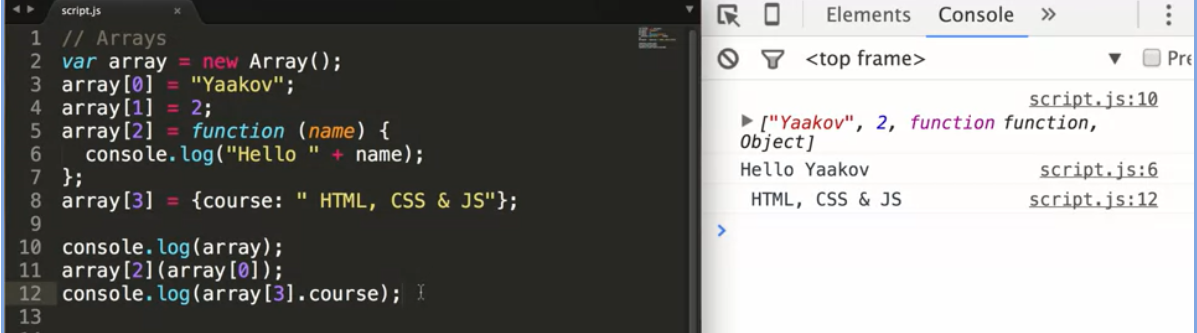 script.js
1 // Arrays
2 var array = new Array();
3 array[0] = "Yaakov";
4 array[1] = 2;
5 array[2] = function (name) {
6   console.log("Hello " + name);
7 };
8 array[3] = {course: " HTML, CSS & JS"};
9
10 console.log(array);
11 array[2](array[0]);
12 console.log(array[3].course);
13
Elements Console »
<top frame> ▼ Pre
script.js:10
▶ ["Yaakov", 2, function function,
Object]
Hello Yaakov script.js:6
 HTML, CSS & JS script.js:12
>